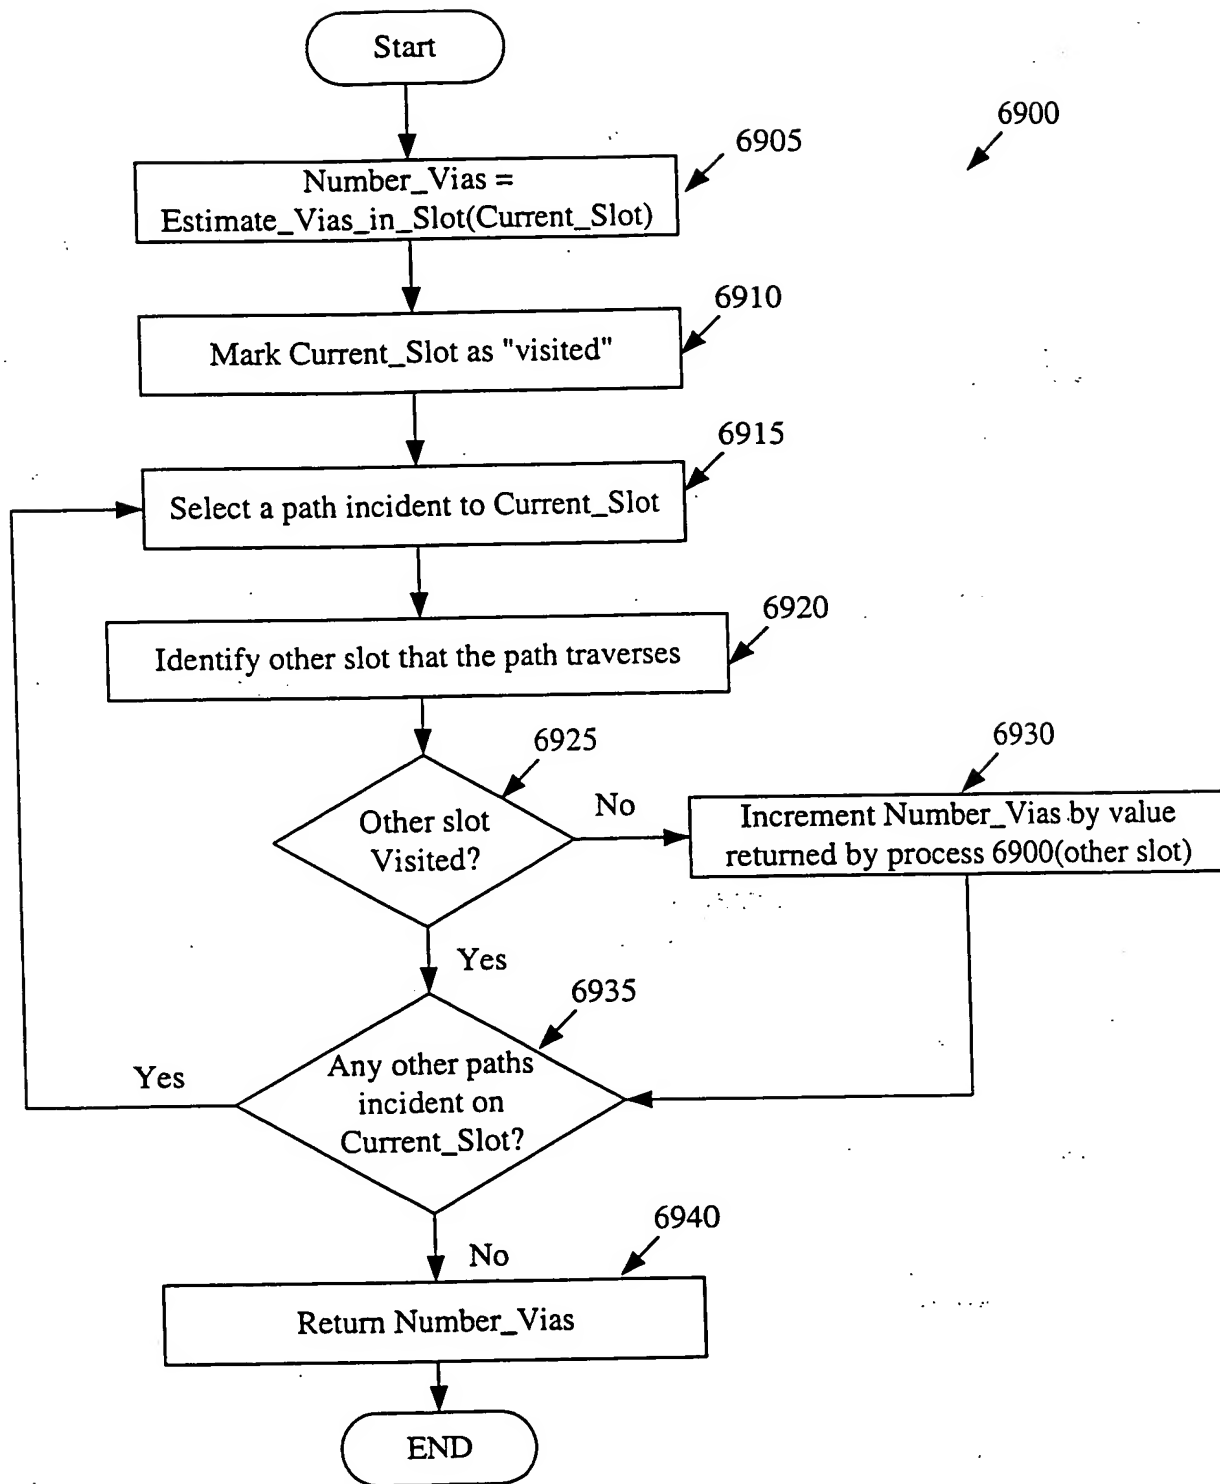 Start
6900
6905
Number_Vias =
Estimate_Vias_in_Slot(Current_Slot)
6910
Mark Current_Slot as "visited"
6915
Select a path incident to Current_Slot
6920
Identify other slot that the path traverses
6925
6930
Other slot
Visited?
No
Increment Number_Vias by value
returned by process 6900(other slot)
Yes
6935
Any other paths
incident on
Current_Slot?
Yes
6940
No
Return Number_Vias
END